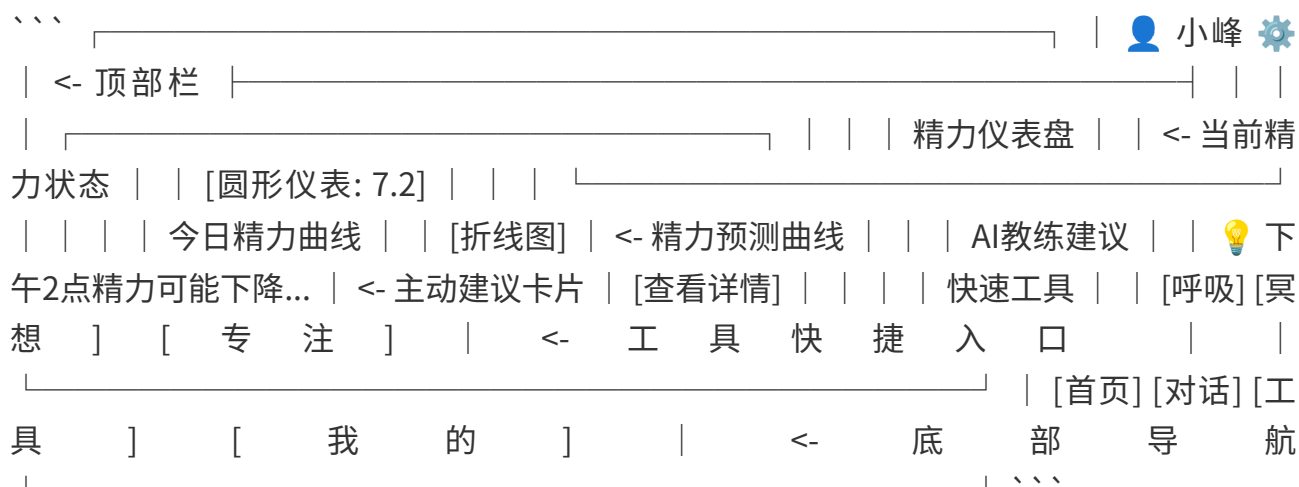 ``` ┌─────────────────────────┐ │ 👤 小峰 ⚙️
│ <- 顶部栏 ├─────────────────────────┤ │ │
│ ┌───────────────────┐ │ │ │ 精力仪表盘 │ │ <- 当前精
力状态 │ │ [圆形仪表: 7.2] │ │ │ └───────────────────┘
│ │ │ │ 今日精力曲线 │ │ [折线图] │ <- 精力预测曲线 │ │ │ AI教练建议 │ │ 💡 下
午2点精力可能下降... │ <- 主动建议卡片 │ [查看详情] │ │ │ │ 快速工具 │ │ [呼吸] [冥
想] [专注] │ <- 工具快捷入口 │ │
└─────────────────────────┘ │ [首页] [对话] [工
具] [我的] │ <- 底部导航
└─────────────────────────┘ ```